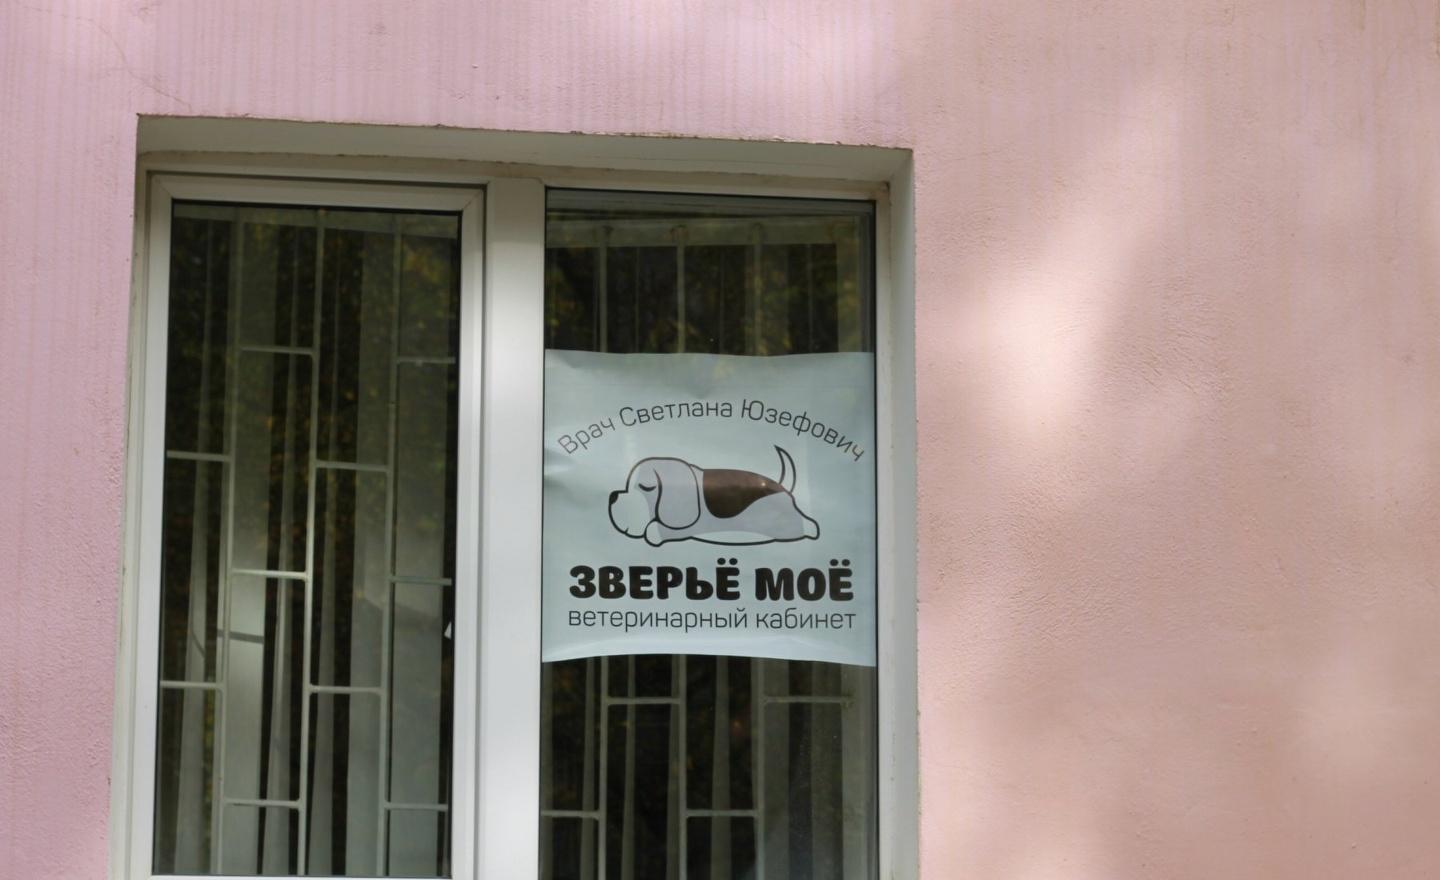 Врач Светлана Юзефович
ЗВЕРЬЁ МОЁ
ветеринарный кабинет